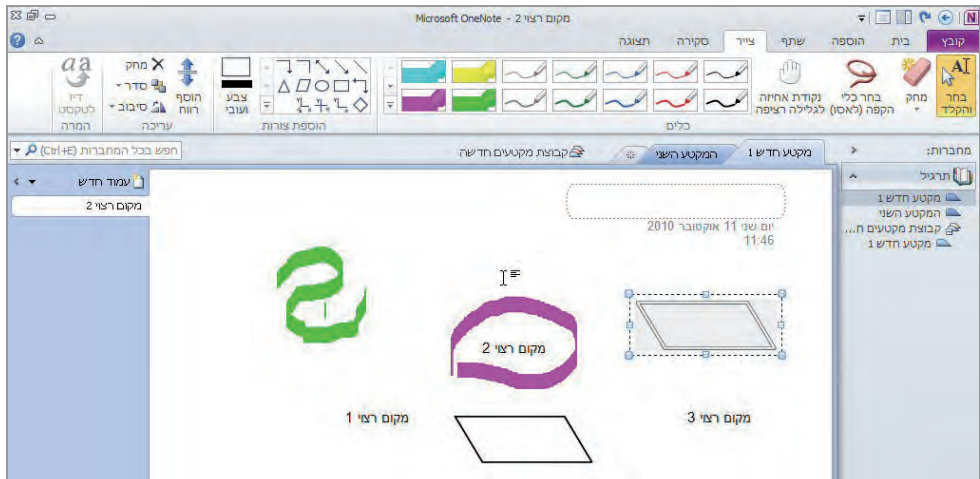 מקום רצוי 2 - Microsoft OneNote
קובץ
בית
הוספה
שתף
צייר
סקירה
תצוגה
בחר והקלד
מחק
בחר כלי הקפה (לאסו)
נקודת אחיזה לגלילה רציפה
כלים
צבע ועובי
הוספת צורות
הוסף רווח
מחק
סדר
סיבוב
עריכה
דיו לטקסט
המרה
מחברות:
מקטע חדש 1
המקטע השני
קבוצת מקטעים חדשה
חפש בכל המחברות (Ctrl+E)
תרגיל
מקטע חדש 1
המקטע השני
קבוצת מקטעים ח...
מקטע חדש 1
עמוד חדש
מקום רצוי 2
יום שני 11 אוקטובר 2010
11:46
מקום רצוי 2
מקום רצוי 3
מקום רצוי 1